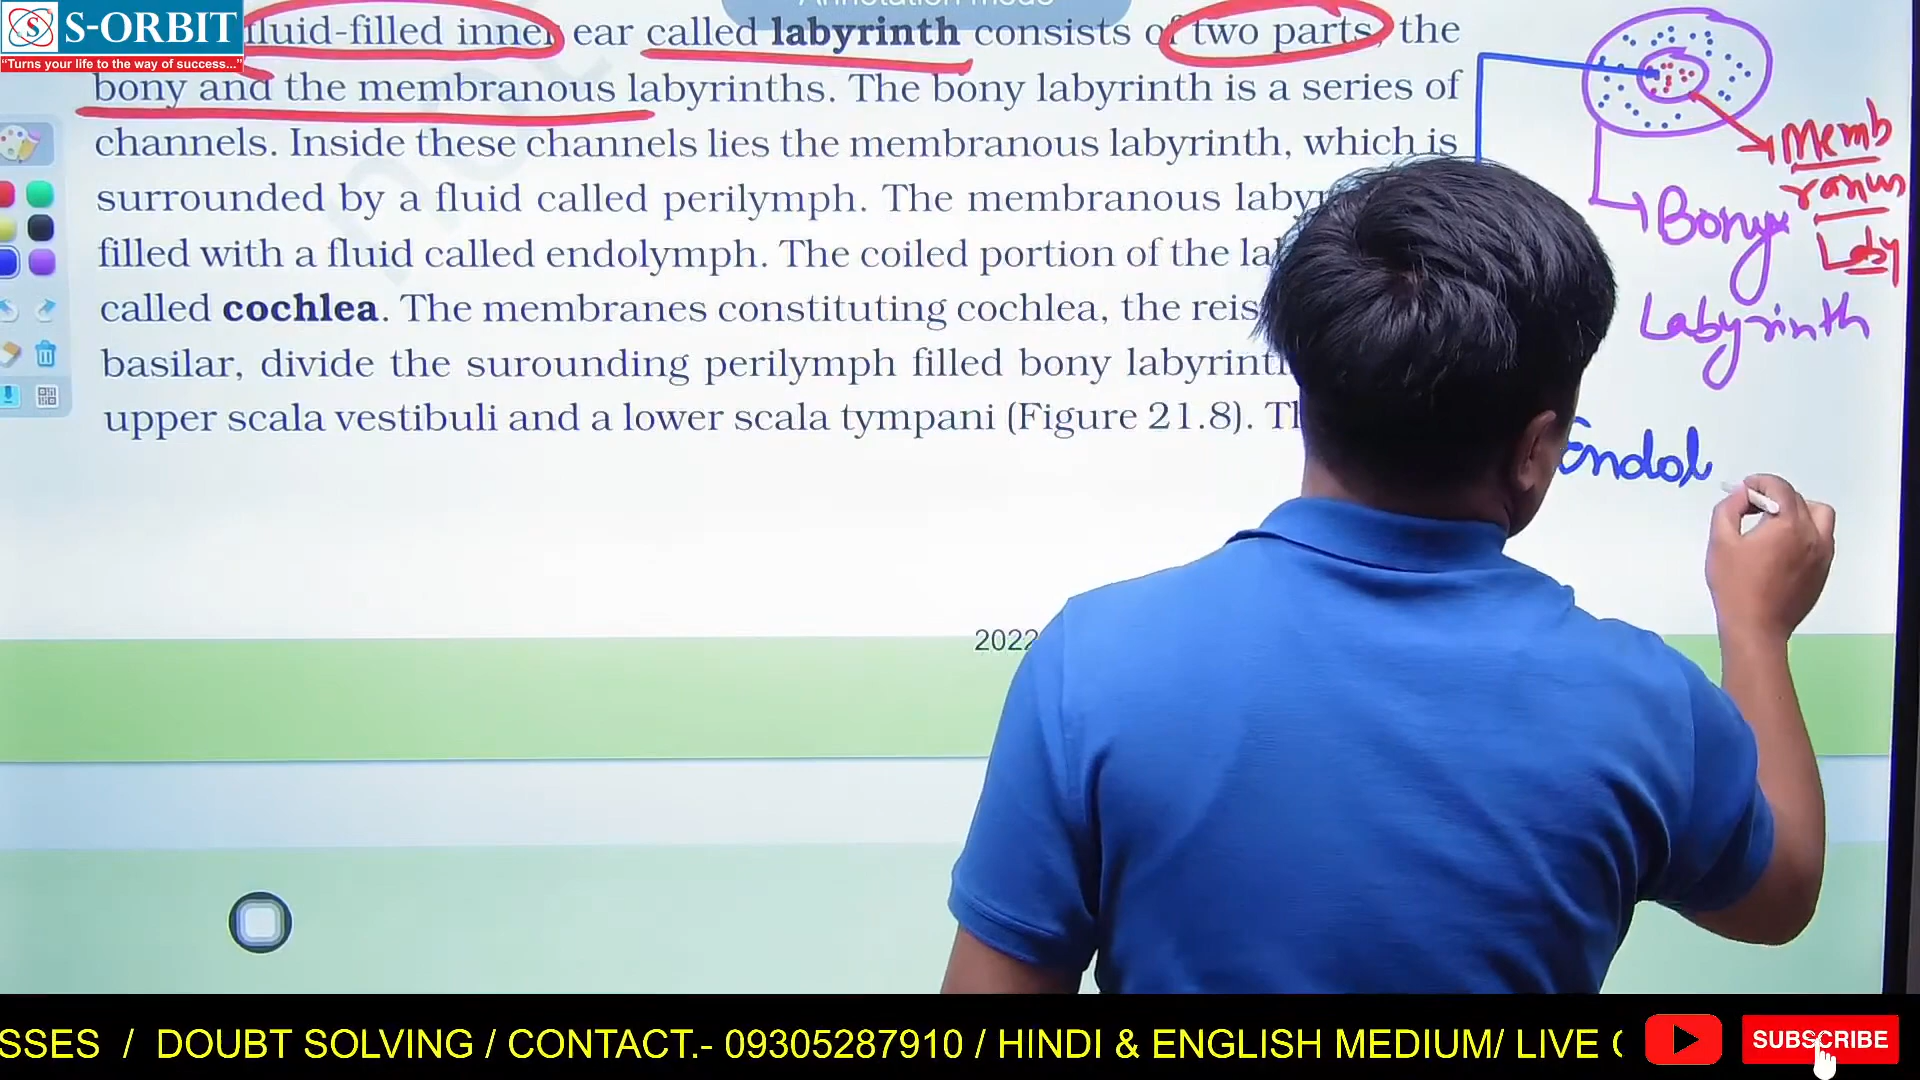 Annotation mode
S-ORBIT
"Turns your life to the way of success..."
fluid-filled inner ear called labyrinth consists of two parts, the
bony and the membranous labyrinths. The bony labyrinth is a series of
channels. Inside these channels lies the membranous labyrinth, which is
surrounded by a fluid called perilymph. The membranous laby
filled with a fluid called endolymph. The coiled portion of the la
called cochlea. The membranes constituting cochlea, the reis
basilar, divide the surounding perilymph filled bony labyrint
upper scala vestibuli and a lower scala tympani (Figure 21.8). T
Memb
ranus
Laby
Bony
Labyrinth
Endol
2022
SSES / DOUBT SOLVING / CONTACT.- 09305287910 / HINDI & ENGLISH MEDIUM/ LIVE
SUBSCRIBE